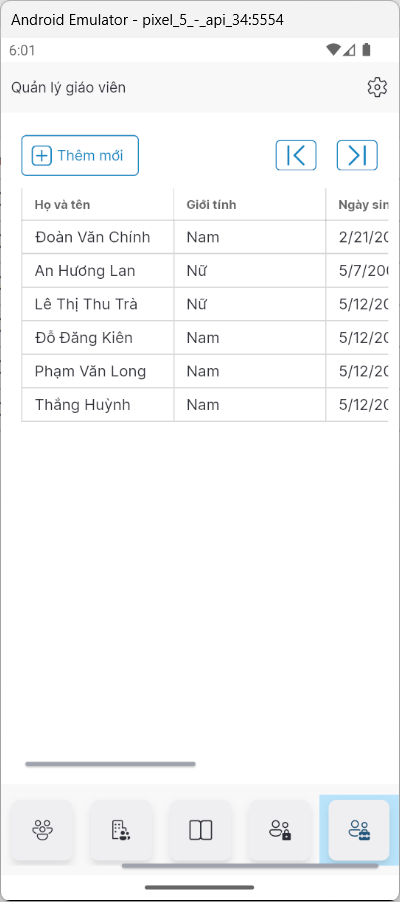 Android Emulator - pixel_5_-_api_34:5554
6:01
Quản lý giáo viên
Thêm mới
Họ và tên Giới tính Ngày sin
Đoàn Văn Chính Nam 2/21/20
An Hương Lan Nữ 5/7/200
Lê Thị Thu Trà Nữ 5/12/20
Đỗ Đăng Kiên Nam 5/12/20
Phạm Văn Long Nam 5/12/20
Thắng Huỳnh Nam 5/12/20